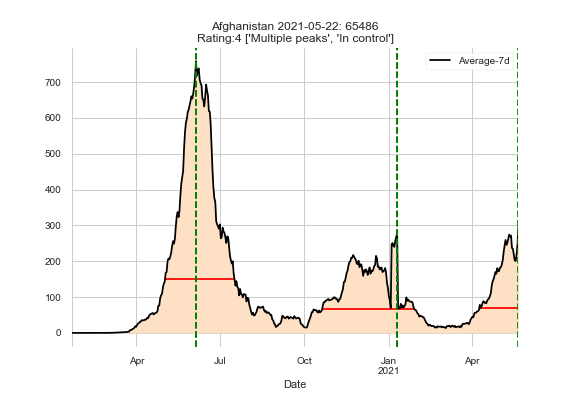 Afghanistan 2021-05-22: 65486
Rating:4 ['Multiple peaks', 'In control']
Average-7d
700
600
500
400
300
200
100
0
Apr
Jul
Oct
Jan
2021
Apr
Date